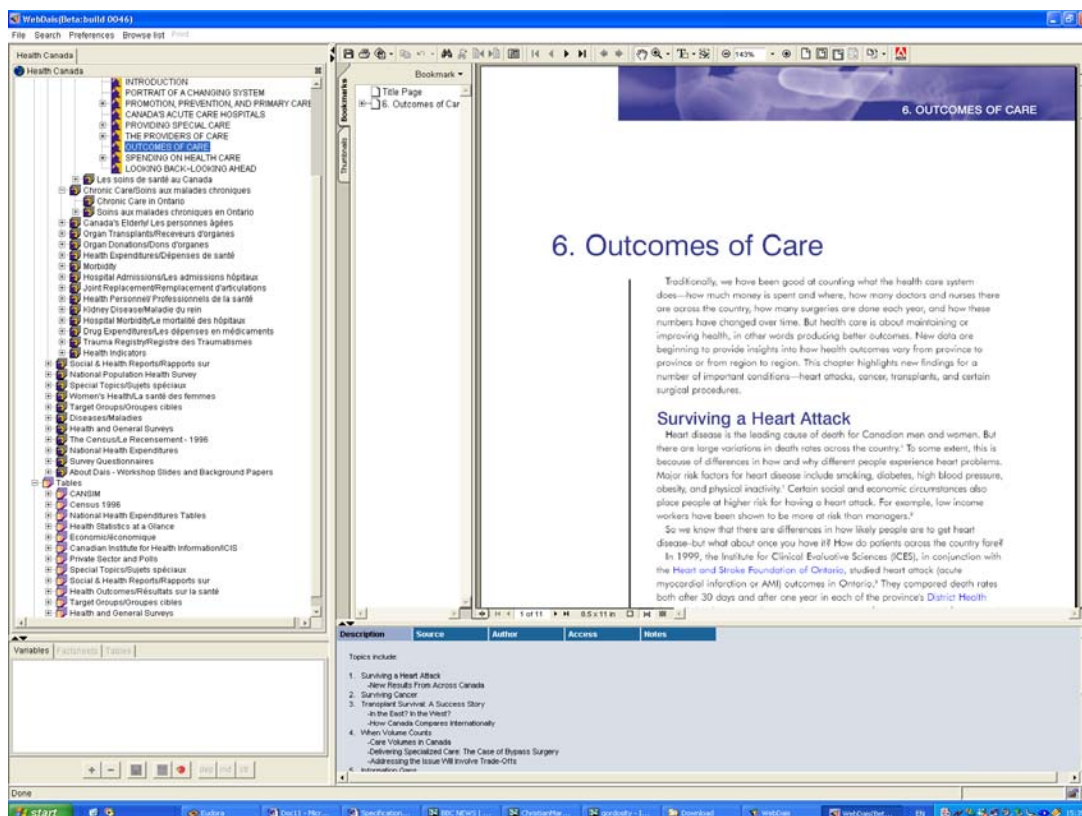 WebDais(Beta:build 0046)
File Search Preferences Browse list Print
Health Canada
Health Canada
INTRODUCTION
PORTRAIT OF A CHANGING SYSTEM
PROMOTION, PREVENTION, AND PRIMARY CARE
CANADA'S ACUTE CARE HOSPITALS
PROVIDING SPECIAL CARE
THE PROVIDERS OF CARE
OUTCOMES OF CARE
SPENDING ON HEALTH CARE
LOOKING BACK-LOOKING AHEAD
Les soins de santé au Canada
Chronic Care/Soins aux malades chroniques
Chronic Care in Ontario
Soins aux malades chroniques en Ontario
Canada's Elderly/ Les personnes âgées
Organ Transplants/Receveurs d'organes
Organ Donations/Dons d'organes
Health Expenditures/Dépenses de santé
Morbidity
Hospital Admissions/Les admissions hôpitaux
Joint Replacement/Remplacement d'articulations
Health Personnel/ Professionnels de la santé
Kidney Disease/Maladie du rein
Hospital Morbidity/Le mortalité des hôpitaux
Drug Expenditures/Les dépenses en médicaments
Trauma Registry/Registre des Traumatismes
Health Indicators
Social & Health Reports/Rapports sur
National Population Health Survey
Special Topics/Sujets spéciaux
Women's Health/La santé des femmes
Target Groups/Groupes cibles
Diseases/Maladies
Health and General Surveys
The Census/Le Recensement - 1996
National Health Expenditures
Survey Questionnaires
About Dais - Workshop Slides and Background Papers
Tables
CANSIM
Census 1996
National Health Expenditures Tables
Health Statistics at a Glance
Economic/économique
Canadian Institute for Health Information/ICIS
Private Sector and Polls
Special Topics/Sujets spéciaux
Social & Health Reports/Rapports sur
Health Outcomes/Résultats sur la santé
Target Groups/Groupes cibles
Health and General Surveys
Variables Factsheets Tables
dep ind ctl
Done
143%
Bookmarks
Thumbnails
Bookmark
Title Page
6. Outcomes of Car
6. OUTCOMES OF CARE
6. Outcomes of Care
Traditionally, we have been good at counting what the health care system
does—how much money is spent and where, how many doctors and nurses there
are across the country, how many surgeries are done each year, and how these
numbers have changed over time. But health care is about maintaining or
improving health, in other words producing better outcomes. New data are
beginning to provide insights into how health outcomes vary from province to
province or from region to region. This chapter highlights new findings for a
number of important conditions—heart attacks, cancer, transplants, and certain
surgical procedures.
Surviving a Heart Attack
Heart disease is the leading cause of death for Canadian men and women. But
there are large variations in death rates across the country. To some extent, this is
because of differences in how and why different people experience heart problems.
Major risk factors for heart disease include smoking, diabetes, high blood pressure,
obesity, and physical inactivity. Certain social and economic circumstances also
place people at higher risk for having a heart attack. For example, low income
workers have been shown to be more at risk than managers.
So we know that there are differences in how likely people are to get heart
disease-but what about once you have it? How do patients across the country fare?
In 1999, the Institute for Clinical Evaluative Sciences (ICES), in conjunction with
the Heart and Stroke Foundation of Ontario, studied heart attack (acute
myocardial infarction or AMI) outcomes in Ontario. They compared death rates
both after 30 days and after one year in each of the province's District Health
1 of 11 8.5 x 11 in
Description Source Author Access Notes
Topics include:
1. Surviving a Heart Attack
-New Results From Across Canada
2. Surviving Cancer
3. Transplant Survival: A Success Story
-In the East? In the West?
-How Canada Compares Internationally
4. When Volume Counts
-Care Volumes in Canada
-Delivering Specialized Care: The Case of Bypass Surgery
-Addressing the Issue Will Involve Trade-Offs
5. Information Gaps
start Eudora Doc11 - Micr... Specification... BBC NEWS | ... ChristianMar... Download WebDais WebDais(Bet... EN